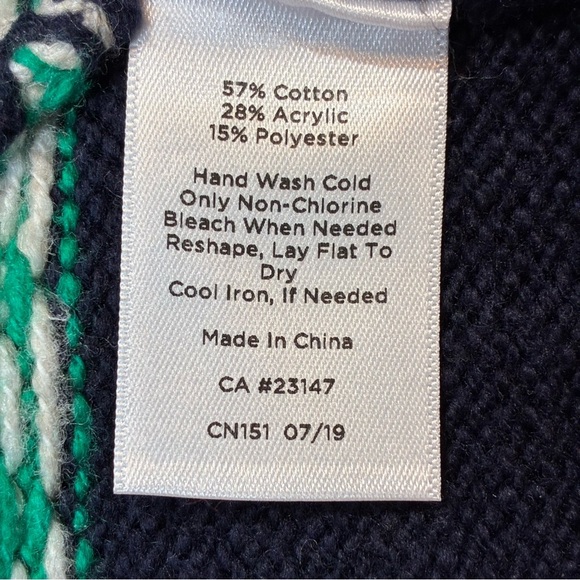 57% Cotton
28% Acrylic
15% Polyester
Hand Wash Cold
Only Non-Chlorine
Bleach When Needed
Reshape, Lay Flat To
Dry
Cool Iron, If Needed
Made In China
CA #23147
CN151 07/19